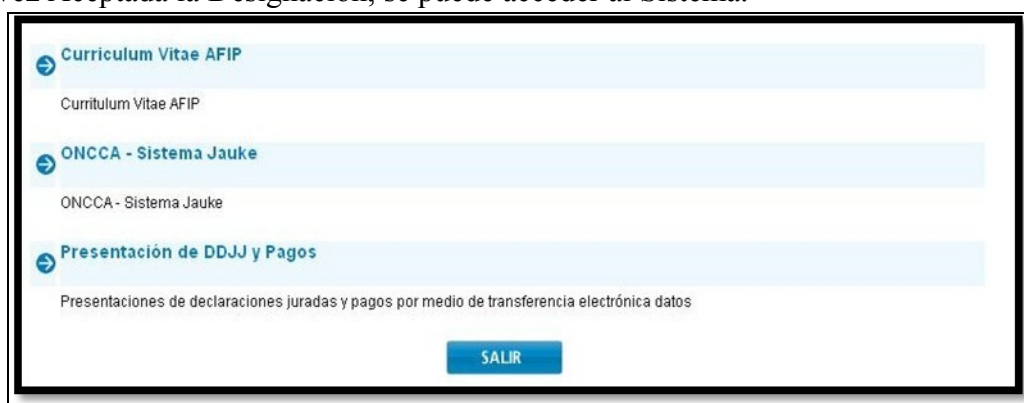 vez Aceptada la Designación, se puede acceder al Sistema.
Curriculum Vitae AFIP
Curritulum Vitae AFIP
ONCCA - Sistema Jauke
ONCCA - Sistema Jauke
Presentación de DDJJ y Pagos
Presentaciones de declaraciones juradas y pagos por medio de transferencia electrónica datos
SALIR